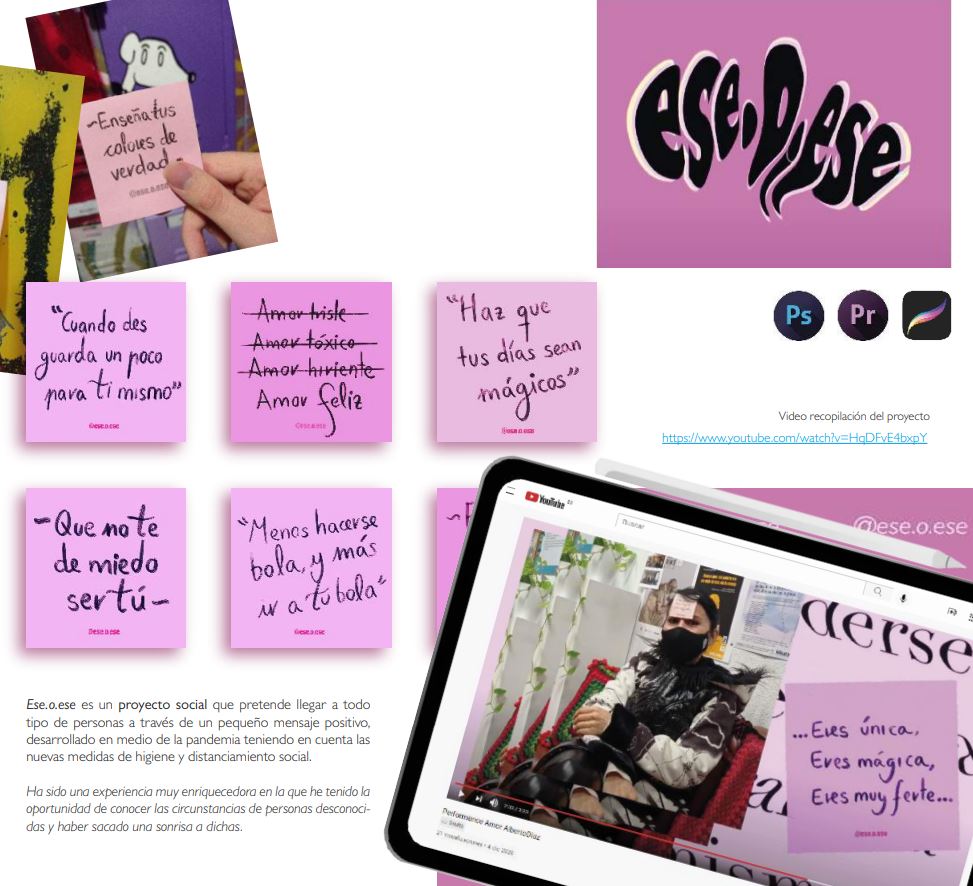 -Enseña tus
colores de
verdad-
@ese.o.ese
ese.o.ese
Ps
Pr
"Cuando des
guarda un poco
para ti mismo"
@ese.o.ese
Amor triste
Amor tóxico
Amor hiriente
Amor feliz
@ese.o.ese
"Haz que
tus días sean
mágicos"
@ese.o.ese
Video recopilación del proyecto
https://www.youtube.com/watch?v=HqDFvE4bxpY
-Que no te
de miedo
ser tú-
@ese.o.ese
"Menos hacerse
bola, y más
ir a tu bola"
@ese.o.ese
@ese.o.ese
YouTube
ES
Buscar
derse
...Eres única,
Eres mágica,
Eres muy ferte...
@ese.o.ese
Performance Amor AlbertoDíaz
21 visualizaciones • 4 dic 2020
Ese.o.ese es un proyecto social que pretende llegar a todo
tipo de personas a través de un pequeño mensaje positivo,
desarrollado en medio de la pandemia teniendo en cuenta las
nuevas medidas de higiene y distanciamiento social.
Ha sido una experiencia muy enriquecedora en la que he tenido la
oportunidad de conocer las circunstancias de personas desconoci-
das y haber sacado una sonrisa a dichas.